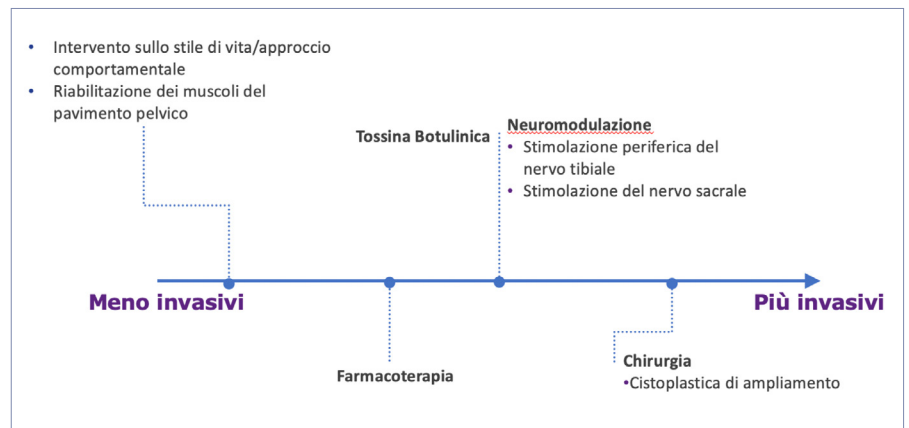 • Intervento sullo stile di vita/approccio
comportamentale
• Riabilitazione dei muscoli del
pavimento pelvico
Tossina Botulinica
Neuromodulazione
• Stimolazione periferica del
nervo tibiale
• Stimolazione del nervo sacrale
Meno invasivi
Più invasivi
Farmacoterapia
Chirurgia
•Cistoplastica di ampliamento